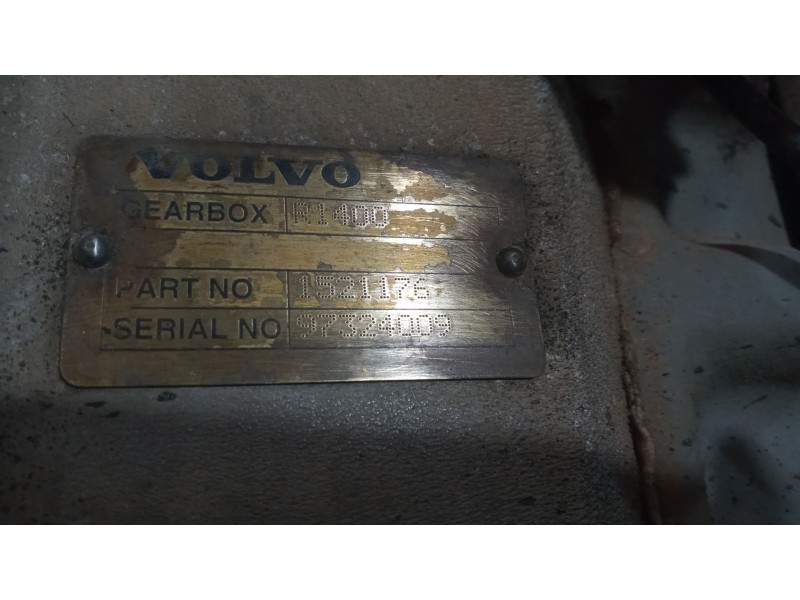 VOLVO
GEARBOX R1400
PART NO 1521176
SERIAL NO 97324009